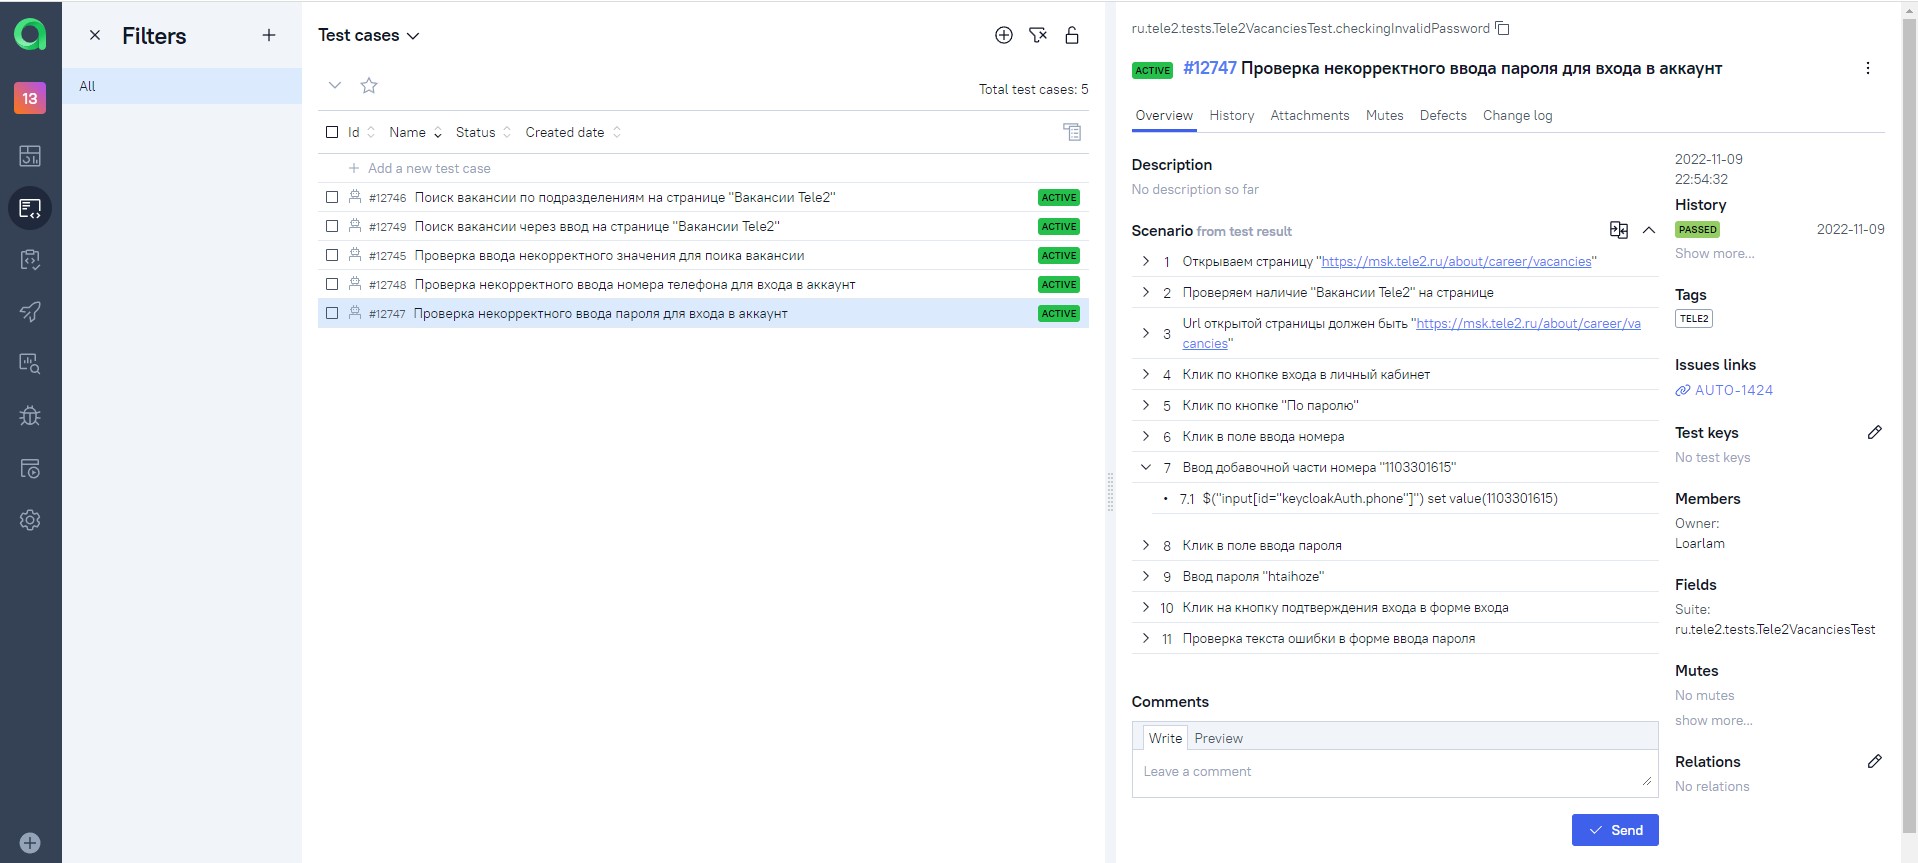 13
Filters
All
Test cases
Total test cases: 5
Id Name Status Created date
Add a new test case
#12746 Поиск вакансии по подразделениям на странице "Вакансии Tele2" ACTIVE
#12749 Поиск вакансии через ввод на странице "Вакансии Tele2" ACTIVE
#12745 Проверка ввода некорректного значения для поика вакансии ACTIVE
#12748 Проверка некорректного ввода номера телефона для входа в аккаунт ACTIVE
#12747 Проверка некорректного ввода пароля для входа в аккаунт ACTIVE
ru.tele2.tests.Tele2VacanciesTest.checkingInvalidPassword
ACTIVE #12747 Проверка некорректного ввода пароля для входа в аккаунт
Overview History Attachments Mutes Defects Change log
Description
No description so far
Scenario from test result
1 Открываем страницу "https://msk.tele2.ru/about/career/vacancies"
2 Проверяем наличие "Вакансии Tele2" на странице
3 Url открытой страницы должен быть "https://msk.tele2.ru/about/career/va
cancies"
4 Клик по кнопке входа в личный кабинет
5 Клик по кнопке "По паролю"
6 Клик в поле ввода номера
7 Ввод добавочной части номера "1103301615"
• 7.1 $("input[id="keycloakAuth.phone"]") set value(1103301615)
8 Клик в поле ввода пароля
9 Ввод пароля "htaihoze"
10 Клик на кнопку подтверждения входа в форме входа
11 Проверка текста ошибки в форме ввода пароля
Comments
Write Preview
Leave a comment
Send
2022-11-09
22:54:32
History
PASSED 2022-11-09
Show more...
Tags
TELE2
Issues links
AUTO-1424
Test keys
No test keys
Members
Owner:
Loarlam
Fields
Suite:
ru.tele2.tests.Tele2VacanciesTest
Mutes
No mutes
show more...
Relations
No relations